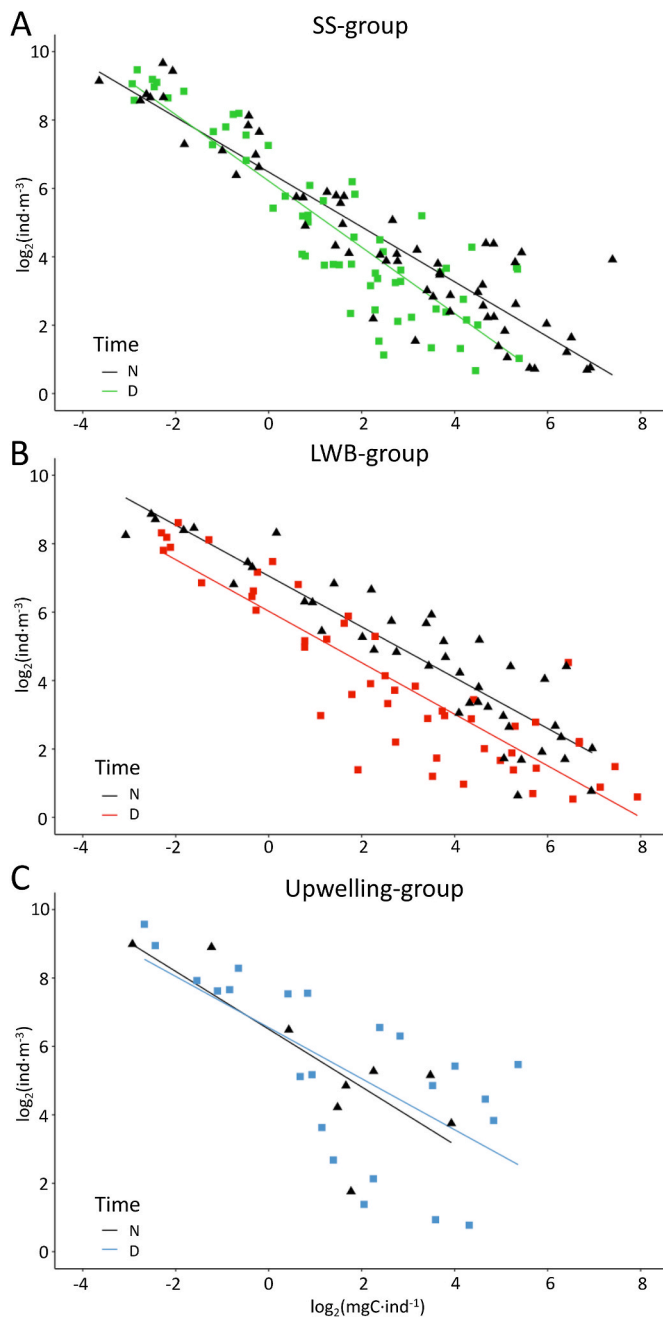 A
SS-group
10
8
6
4
2
0
log₂(ind·m⁻³)
Time
N
D
-4 -2 0 2 4 6 8
B
LWB-group
10
8
6
4
2
0
log₂(ind·m⁻³)
Time
N
D
-4 -2 0 2 4 6 8
C
Upwelling-group
10
8
6
4
2
0
log₂(ind·m⁻³)
Time
N
D
-4 -2 0 2 4 6 8
log₂(mgC·ind⁻¹)